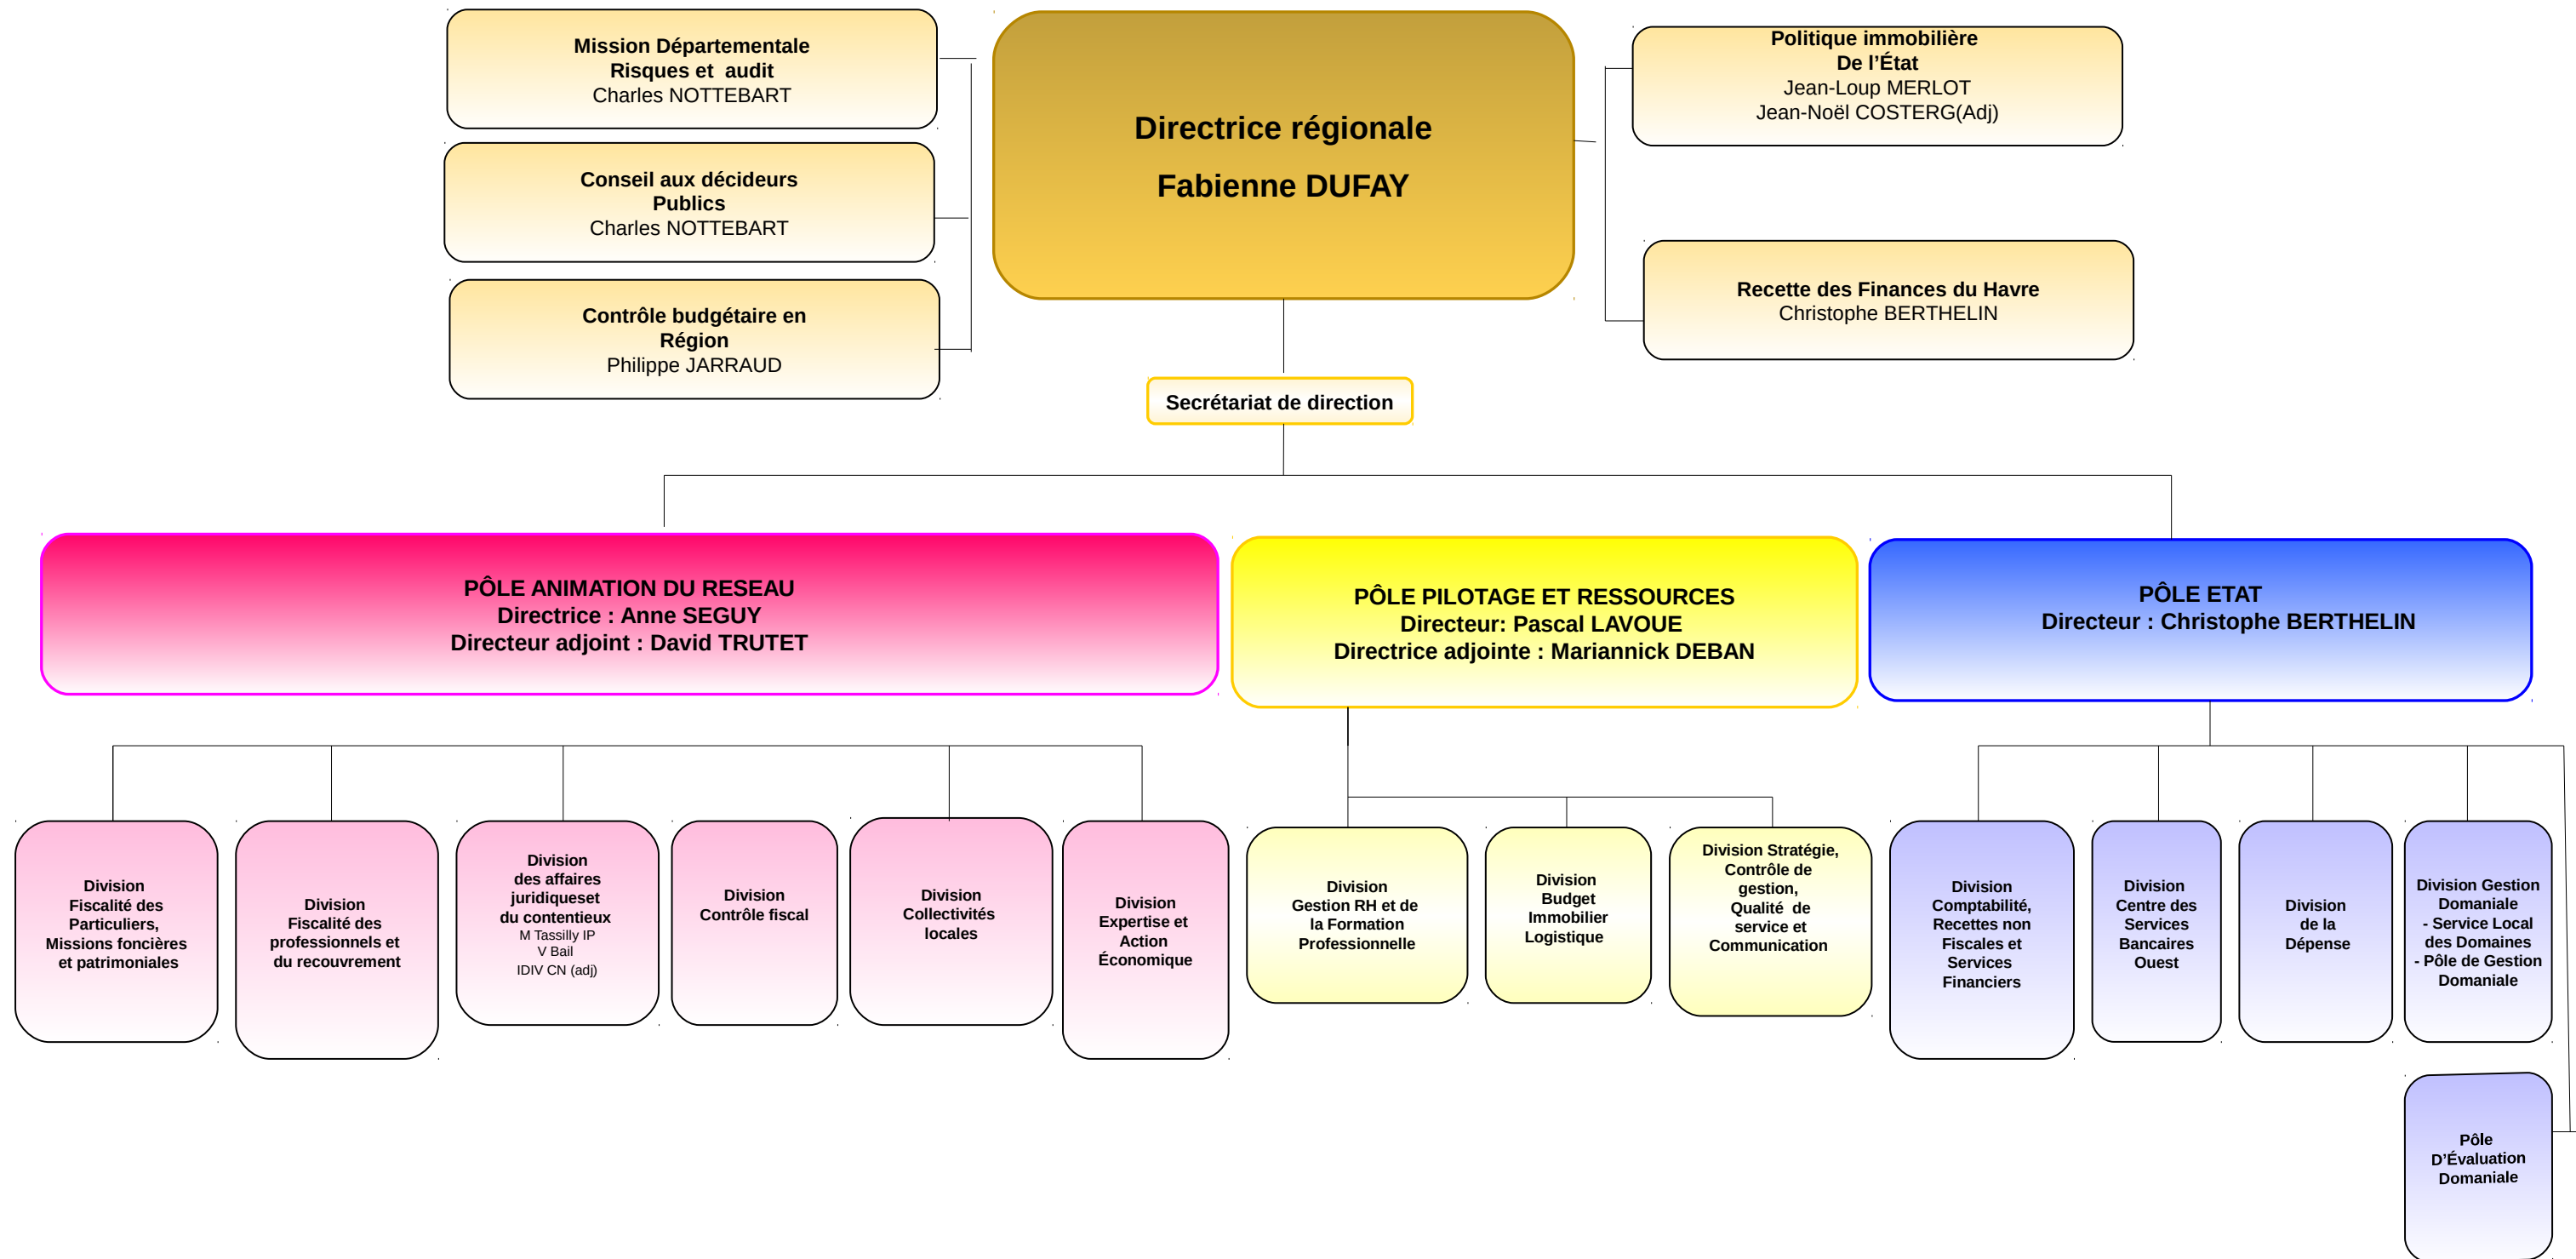 Mission Départementale
Risques et  audit
Charles NOTTEBART
Conseil aux décideurs
Publics
Charles NOTTEBART
Contrôle budgétaire en
Région
Philippe JARRAUD
Directrice régionale
Fabienne DUFAY
Politique immobilière
De l’État
Jean-Loup MERLOT
Jean-Noël COSTERG(Adj)
Recette des Finances du Havre
Christophe BERTHELIN
Secrétariat de direction
PÔLE ANIMATION DU RESEAU
Directrice : Anne SEGUY
Directeur adjoint : David TRUTET
PÔLE PILOTAGE ET RESSOURCES
Directeur: Pascal LAVOUE
Directrice adjointe : Mariannick DEBAN
PÔLE ETAT
Directeur : Christophe BERTHELIN
Division
Fiscalité des
Particuliers,
Missions foncières
et patrimoniales
Division
Fiscalité des
professionnels et
du recouvrement
Division
des affaires
juridiqueset
du contentieux
M Tassilly IP
V Bail
IDIV CN (adj)
Division
Contrôle fiscal
Division
Collectivités
locales
Division
Expertise et
Action
Économique
Division
Gestion RH et de
la Formation
Professionnelle
Division
Budget
Immobilier
Logistique
Division Stratégie,
Contrôle de
gestion,
Qualité  de
service et
Communication
Division
Comptabilité,
Recettes non
Fiscales et
Services
Financiers
Division
Centre des
Services
Bancaires
Ouest
Division
de la
Dépense
Division Gestion
Domaniale
- Service Local
des Domaines
- Pôle de Gestion
Domaniale
Pôle
D’Évaluation
Domaniale